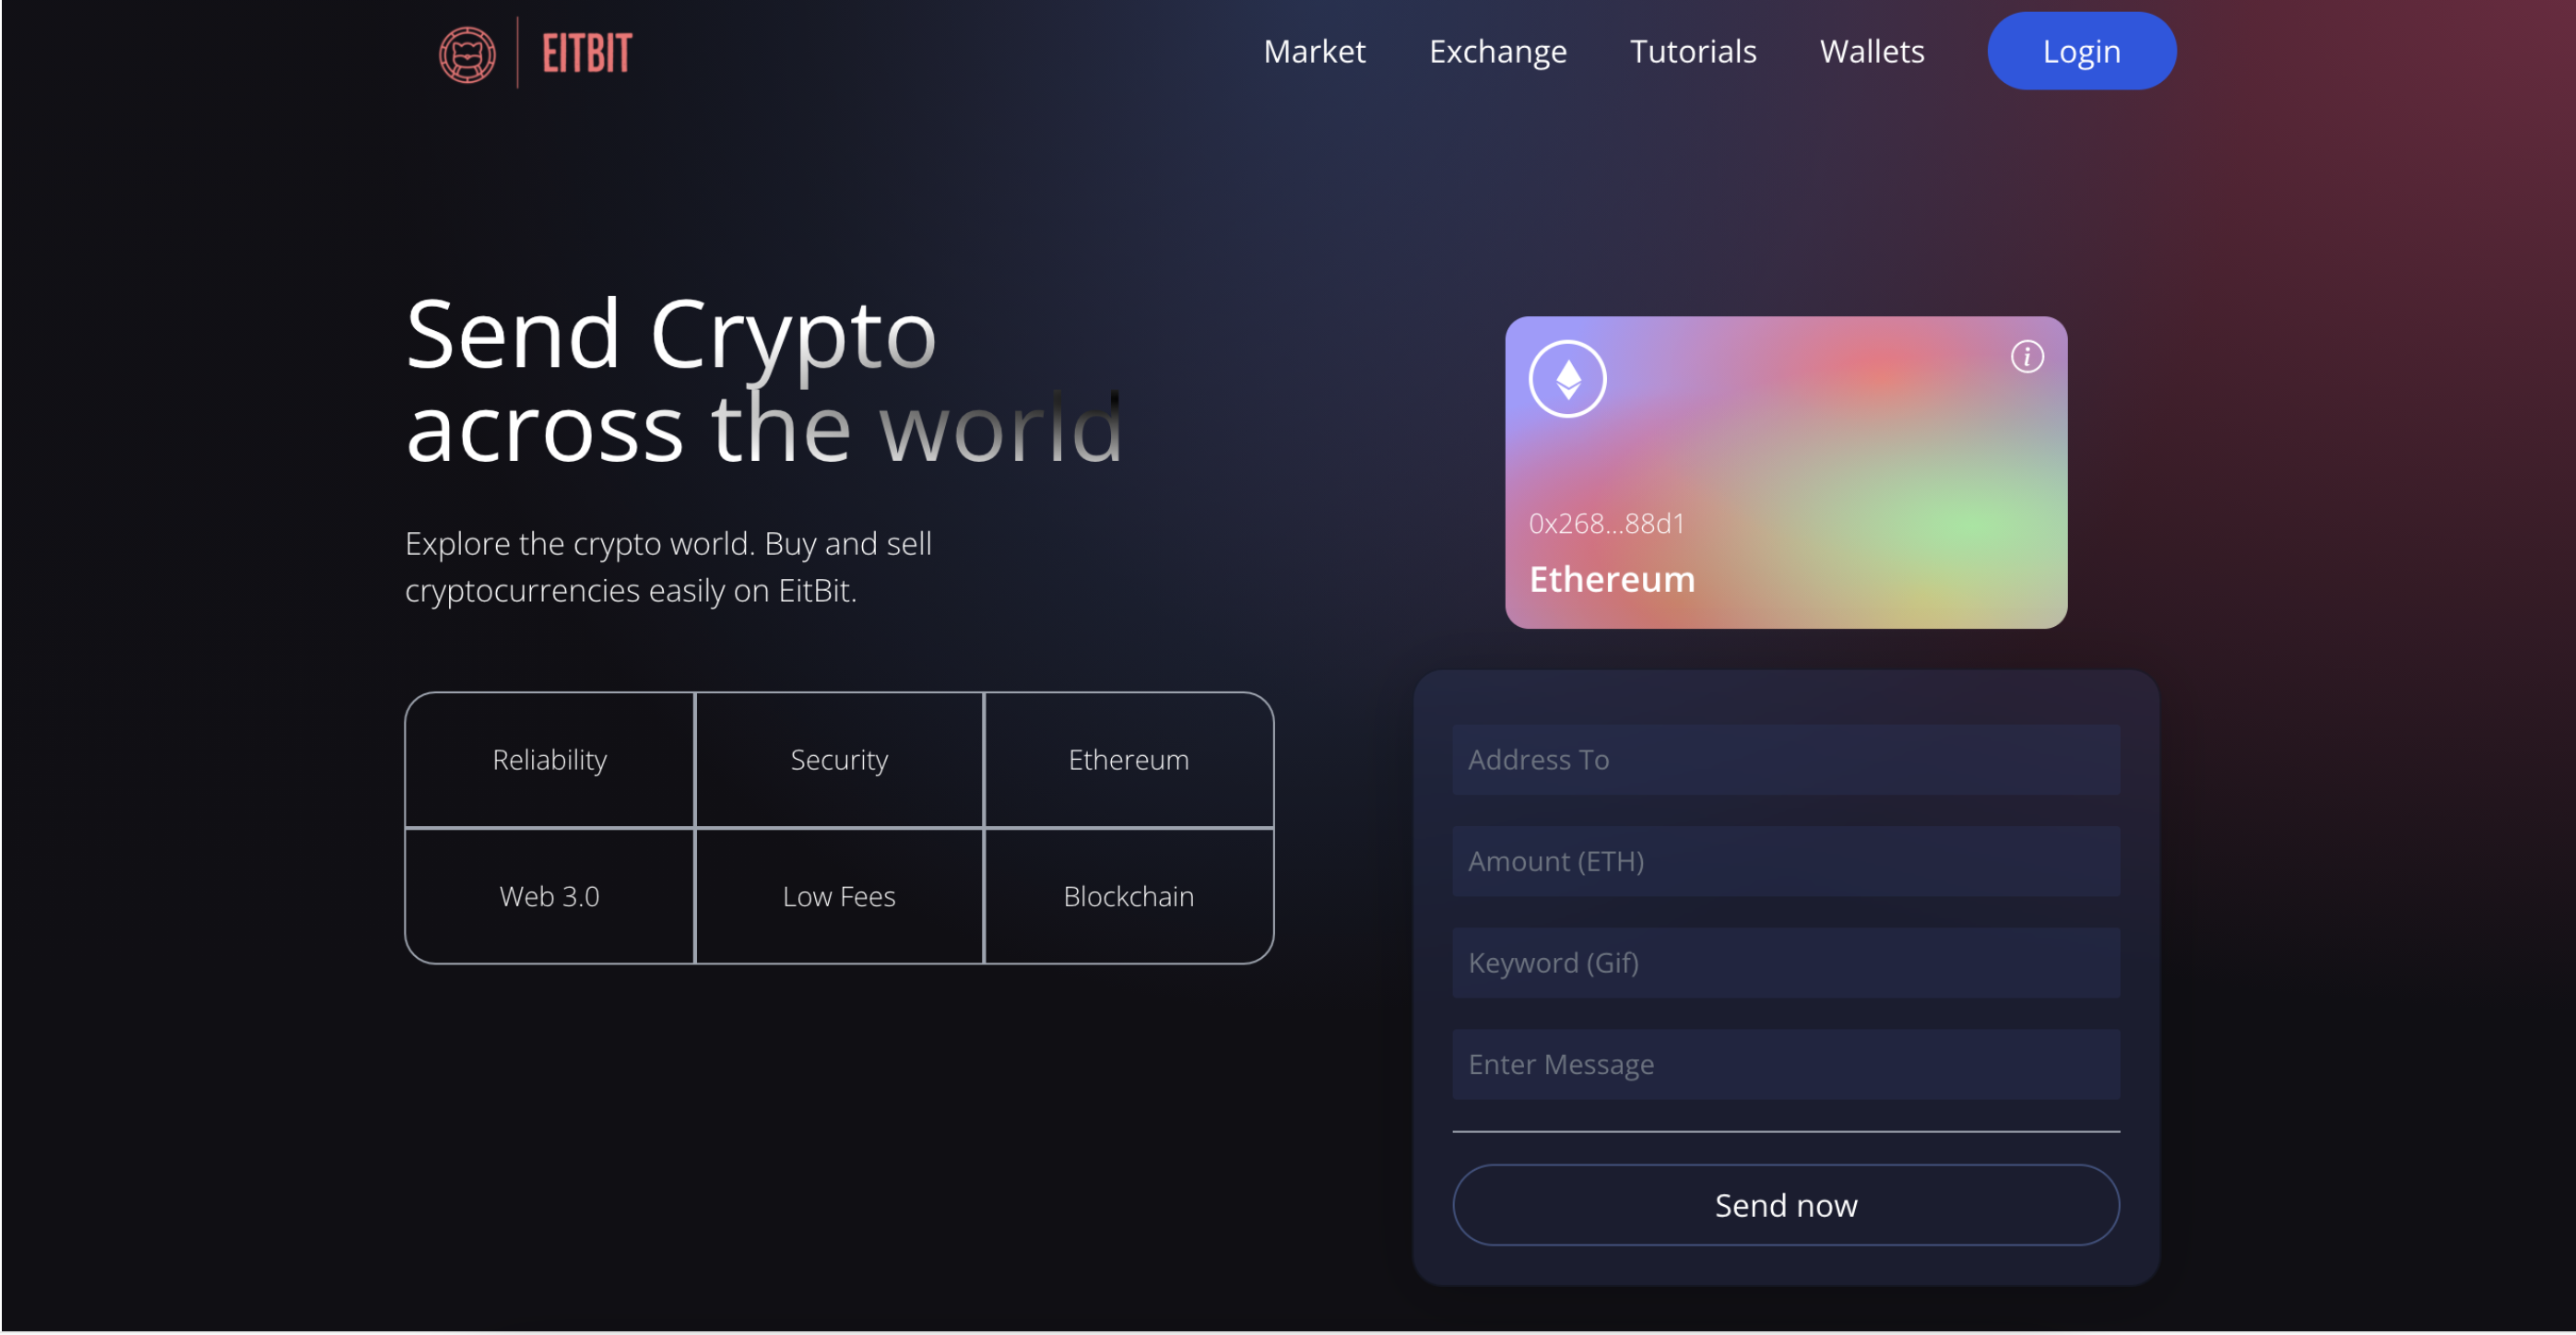 EITBIT
Market Exchange Tutorials Wallets Login
Send Crypto
across the world
Explore the crypto world. Buy and sell
cryptocurrencies easily on EitBit.
Reliability Security Ethereum
Web 3.0 Low Fees Blockchain
i
0x268...88d1
Ethereum
Address To
Amount (ETH)
Keyword (Gif)
Enter Message
Send now